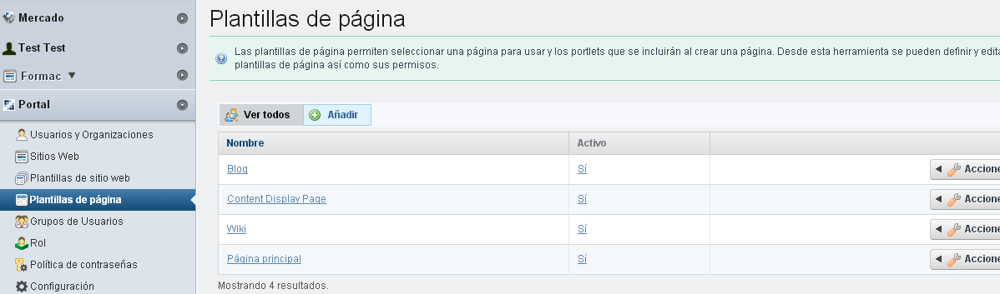 Mercado
Test Test
Formac
Portal
Usuarios y Organizaciones
Sitios Web
Plantillas de sitio web
Plantillas de página
Grupos de Usuarios
Rol
Política de contraseñas
Configuración
Plantillas de página
Las plantillas de página permiten seleccionar una página para usar y los portlets que se incluirán al crear una página. Desde esta herramienta se pueden definir y edita
plantillas de página así como sus permisos.
Ver todos Añadir
Nombre Activo
Blog Sí Accione
Content Display Page Sí Accione
Wiki Sí Accione
Página principal Sí Accione
Mostrando 4 resultados.